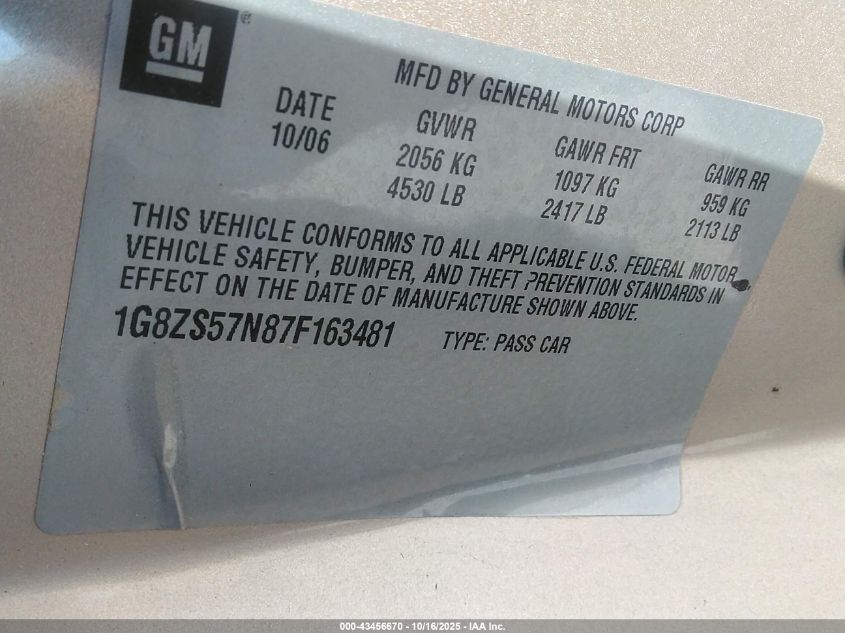 GM ®
MFD BY GENERAL MOTORS CORP
DATE GVWR GAWR FRT GAWR RR
10/06 2056 KG 1097 KG 959 KG
4530 LB 2417 LB 2113 LB
THIS VEHICLE CONFORMS TO ALL APPLICABLE U.S. FEDERAL MOTOR
VEHICLE SAFETY, BUMPER, AND THEFT PREVENTION STANDARDS IN
EFFECT ON THE DATE OF MANUFACTURE SHOWN ABOVE.
1G8ZS57N87F163481 TYPE: PASS CAR
000-43456670 - 10/16/2025 - IAA Inc.